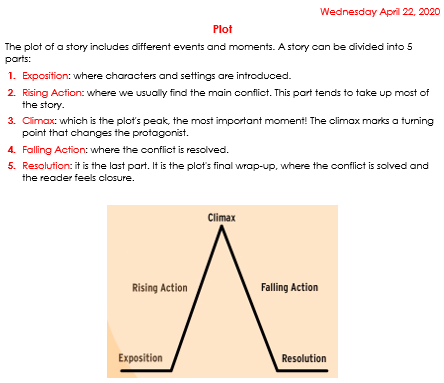 Wednesday April 22, 2020
Plot
The plot of a story includes different events and moments. A story can be divided into 5
parts:
1. Exposition: where characters and settings are introduced.
2. Rising Action: where we usually find the main conflict. This part tends to take up most of
the story.
3. Climax: which is the plot's peak, the most important moment! The climax marks a turning
point that changes the protagonist.
4. Falling Action: where the conflict is resolved.
5. Resolution: it is the last part. It is the plot's final wrap-up, where the conflict is solved and
the reader feels closure.
Climax
Rising Action
Falling Action
Exposition
Resolution